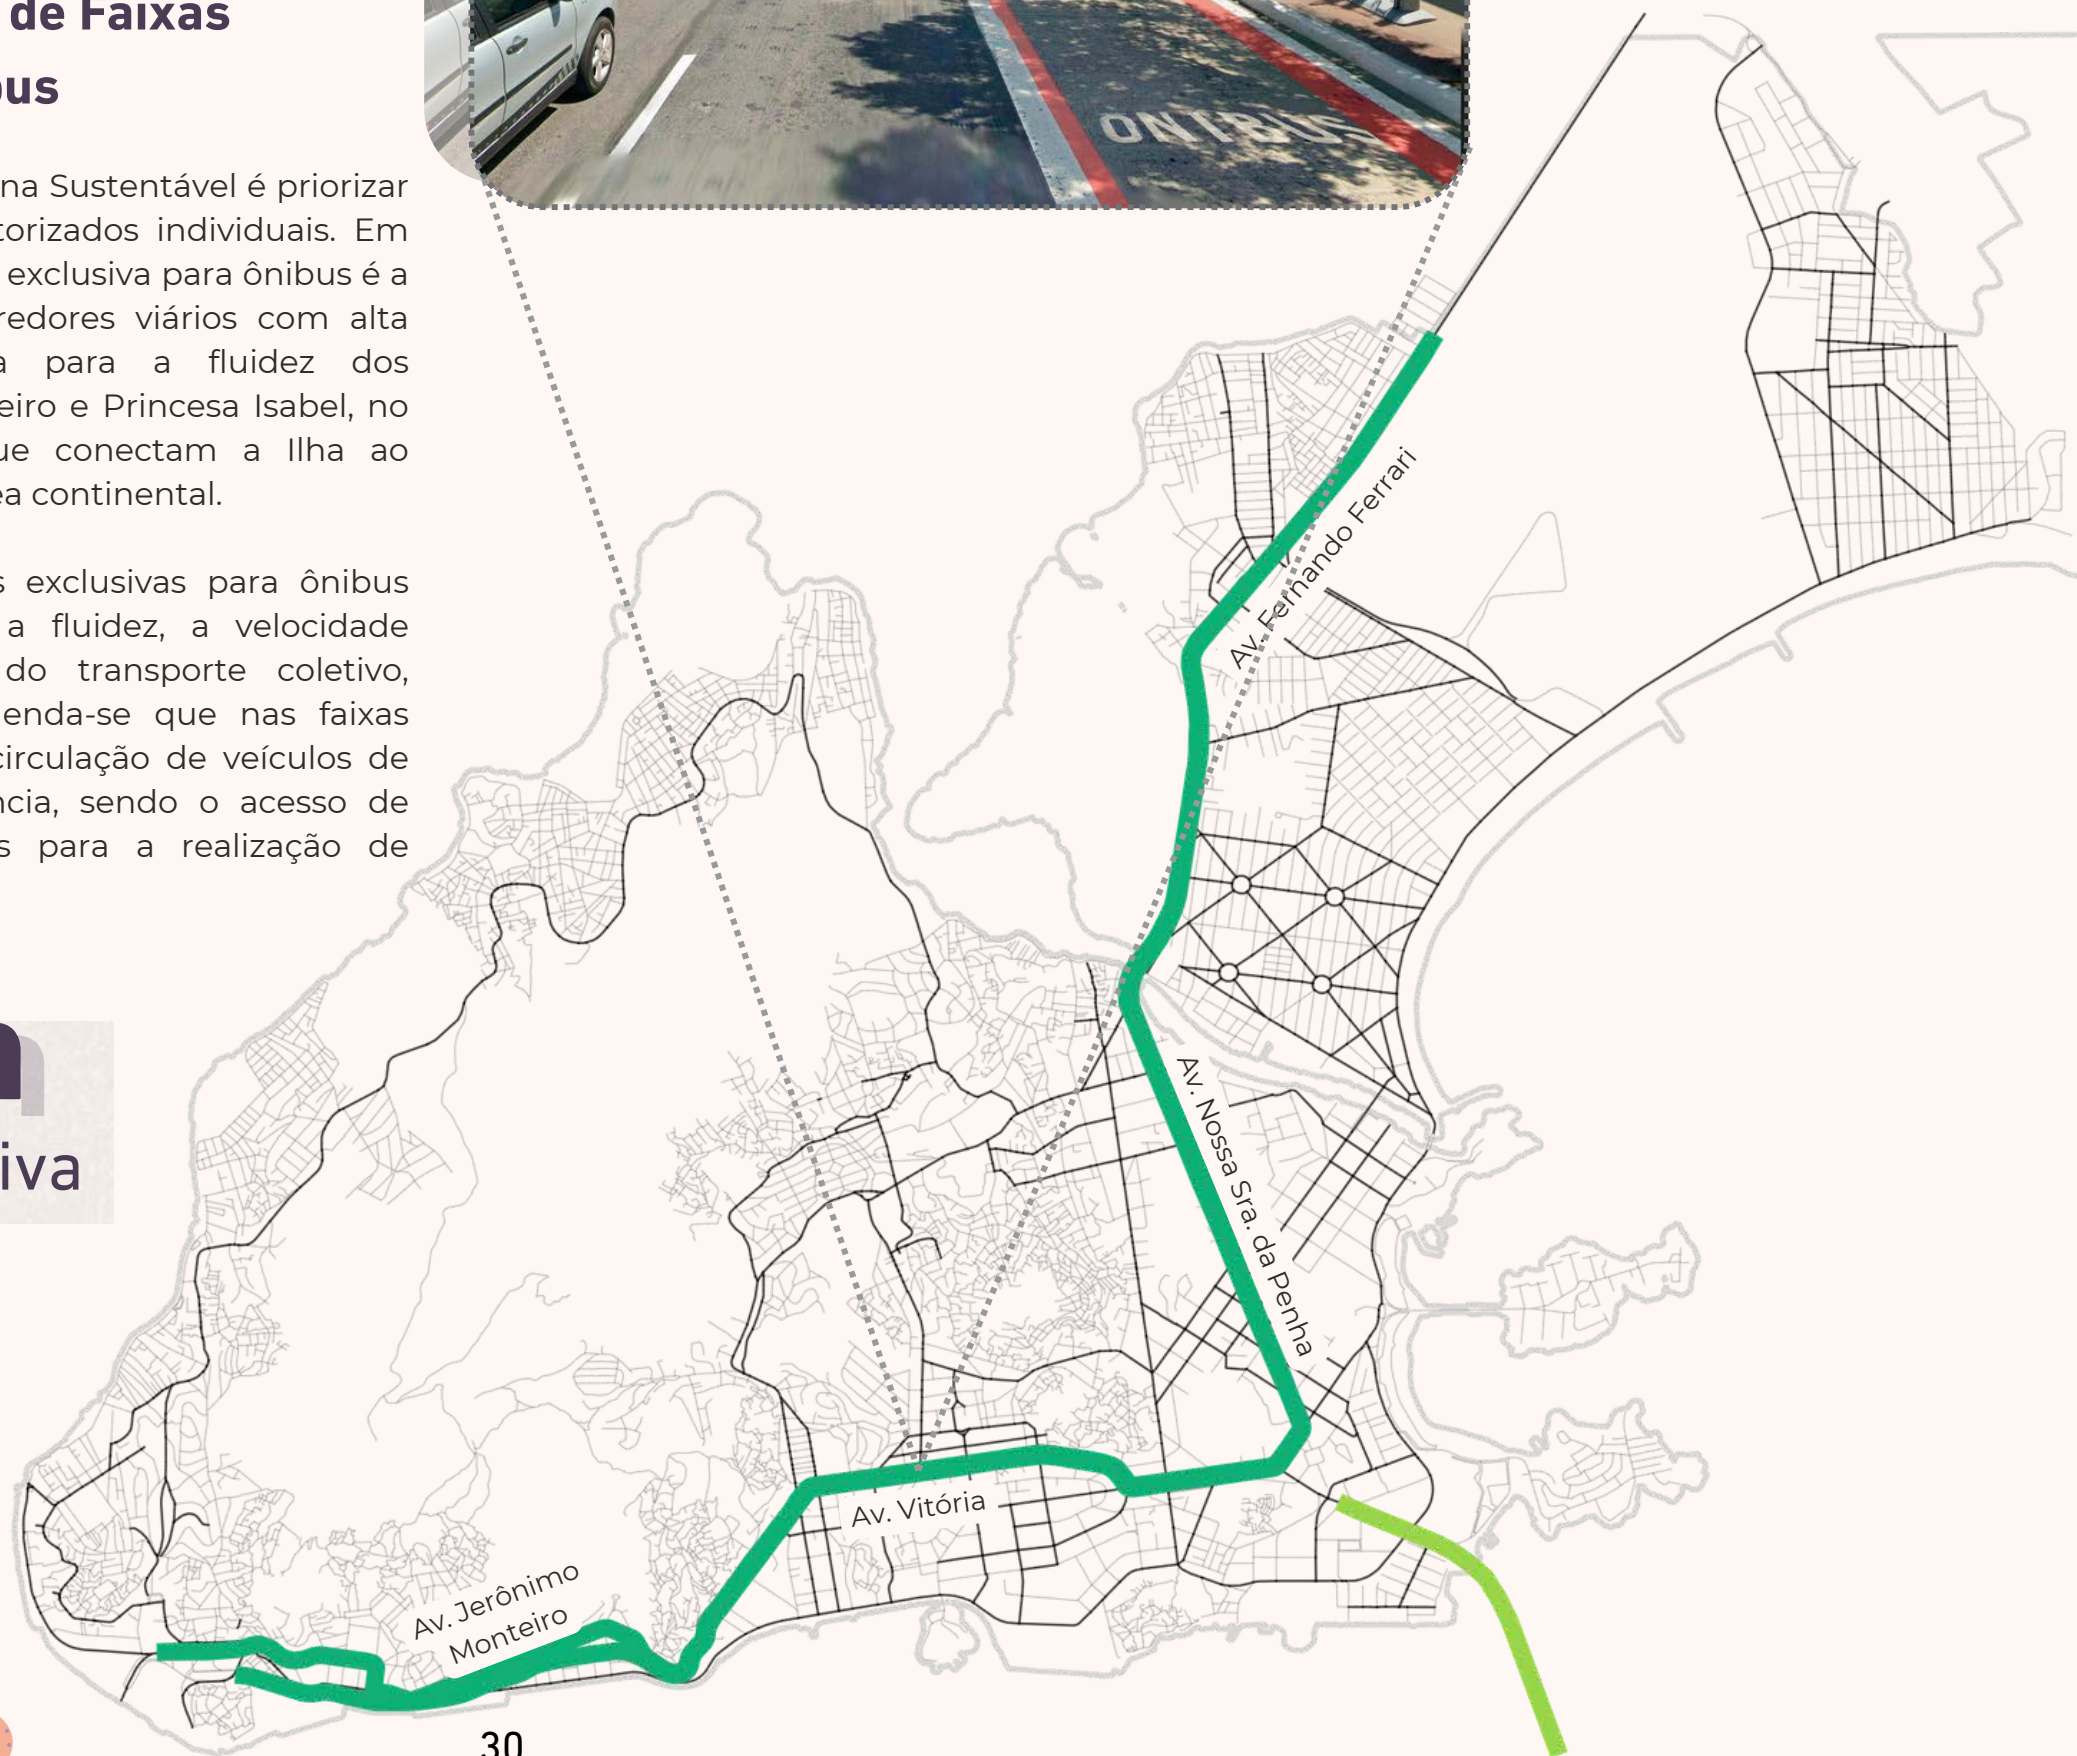 de Faixas
bus
na Sustentável é priorizar
torizados individuais. Em
exclusiva para ônibus é a
redores viários com alta
a para a fluidez dos
eiro e Princesa Isabel, no
ue conectam a Ilha ao
ea continental.
s exclusivas para ônibus
a fluidez, a velocidade
do transporte coletivo,
enda-se que nas faixas
circulação de veículos de
ncia, sendo o acesso de
s para a realização de
iva
ONIBUS
Av. Fernando Ferrari
Av. Nossa Sra. da Penha
Av. Vitória
Av. Jerônimo
Monteiro
30